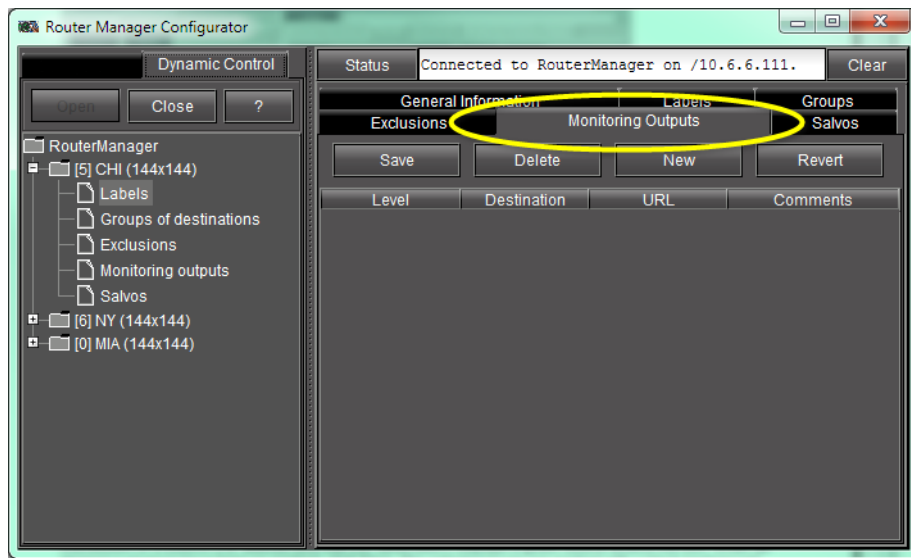 Router Manager Configurator
Dynamic Control
Open Close ?
RouterManager
[5] CHI (144x144)
Labels
Groups of destinations
Exclusions
Monitoring outputs
Salvos
[6] NY (144x144)
[0] MIA (144x144)
Status Connected to RouterManager on /10.6.6.111. Clear
General Information Labels Groups
Exclusions Monitoring Outputs Salvos
Save Delete New Revert
Level Destination URL Comments